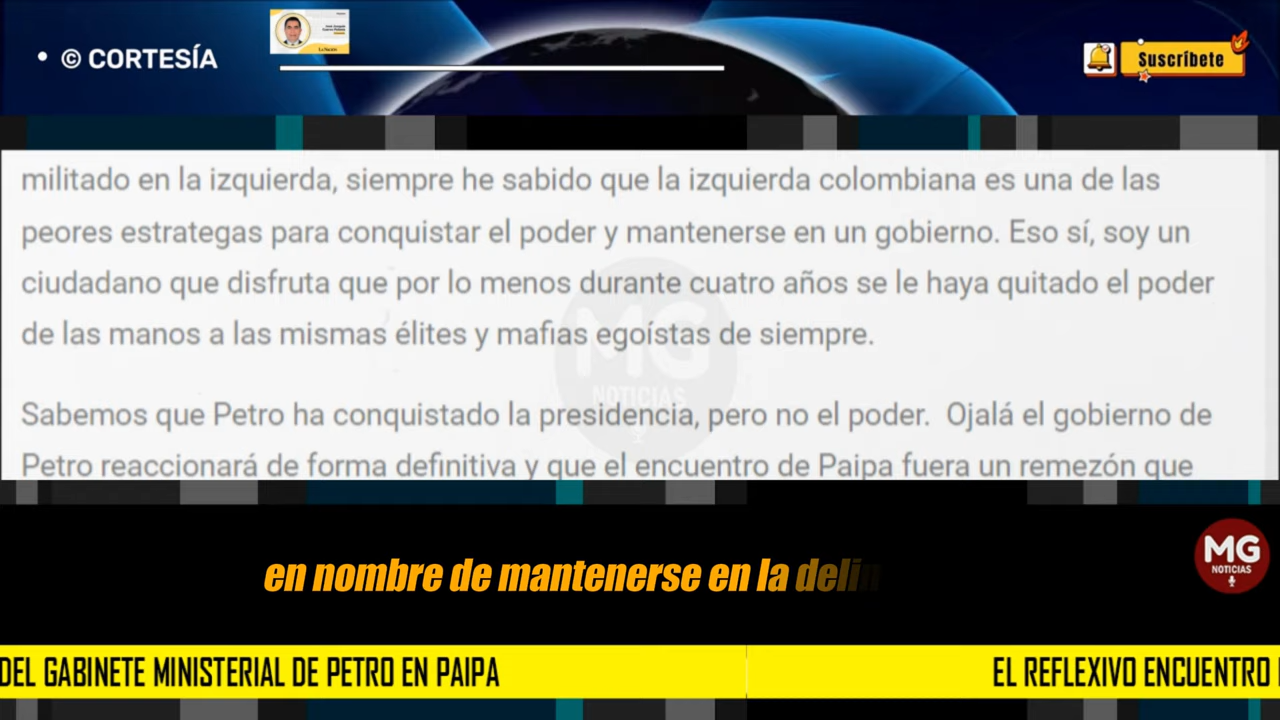 • © CORTESÍA
La Nación
Suscríbete
militado en la izquierda, siempre he sabido que la izquierda colombiana es una de las
peores estrategas para conquistar el poder y mantenerse en un gobierno. Eso sí, soy un
ciudadano que disfruta que por lo menos durante cuatro años se le haya quitado el poder
de las manos a las mismas élites y mafias egoístas de siempre.
Sabemos que Petro ha conquistado la presidencia, pero no el poder. Ojalá el gobierno de
Petro reaccionará de forma definitiva y que el encuentro de Paipa fuera un remezón que
MG
NOTICIAS
en nombre de mantenerse en la delin
MG
NOTICIAS
DEL GABINETE MINISTERIAL DE PETRO EN PAIPA
EL REFLEXIVO ENCUENTRO